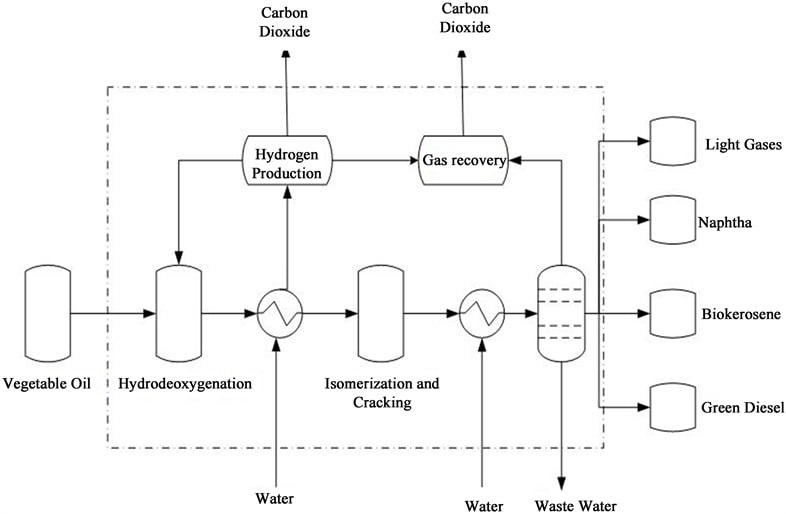 Carbon
Dioxide
Carbon
Dioxide
Hydrogen
Production
Gas recovery
Light Gases
Naphtha
Biokerosene
Green Diesel
Vegetable Oil
Hydrodeoxygenation
Isomerization and
Cracking
Water
Water
Waste Water